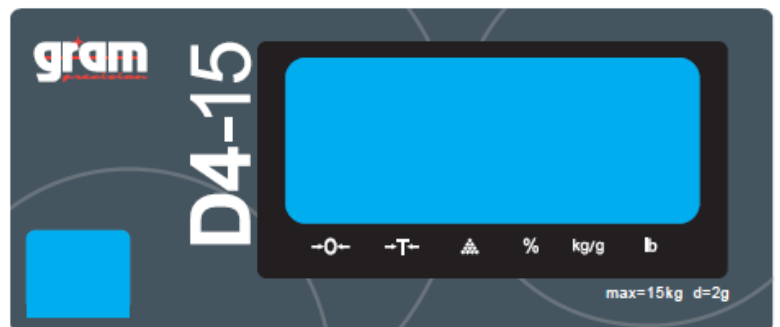 gram
precision
D4-15
→0← →T← % kg/g lb
max=15kg d=2g